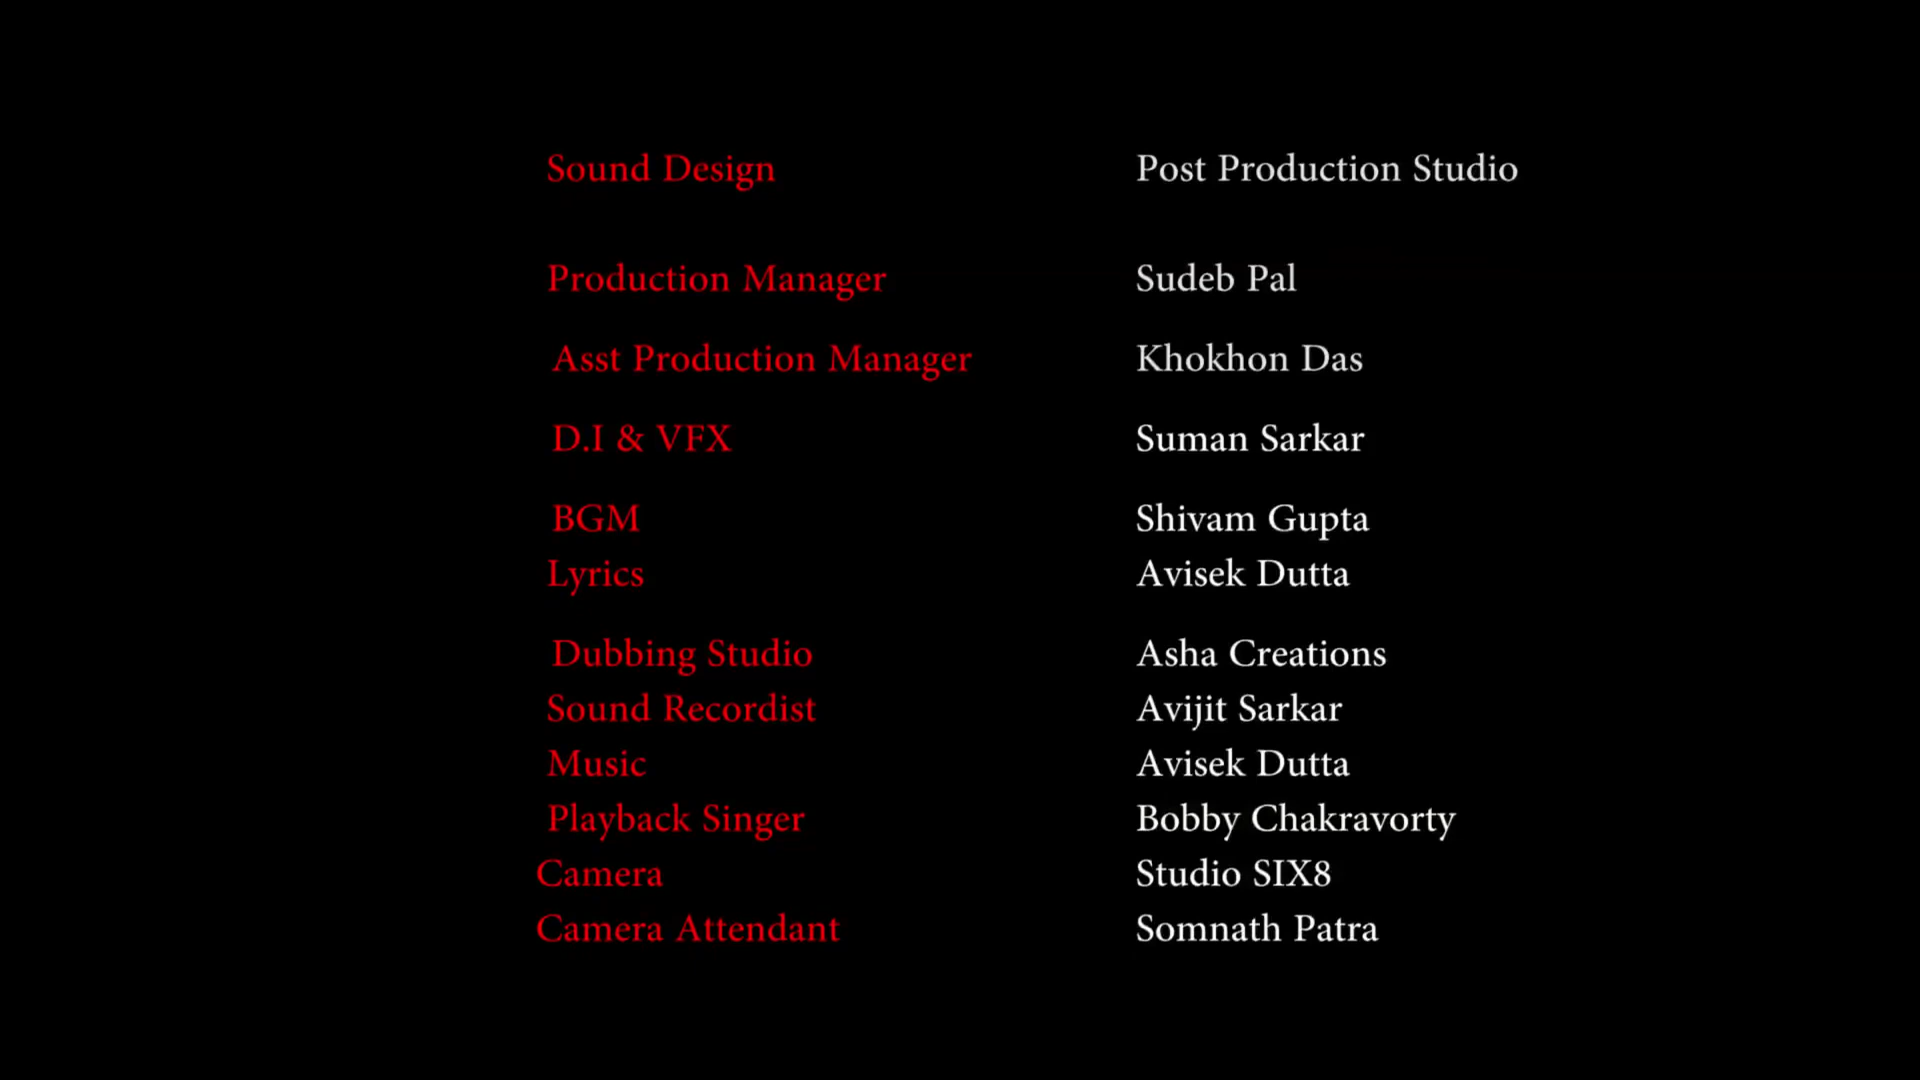 Sound Design Post Production Studio
Production Manager Sudeb Pal
Asst Production Manager Khokhon Das
D.I & VFX Suman Sarkar
BGM Shivam Gupta
Lyrics Avisek Dutta
Dubbing Studio Asha Creations
Sound Recordist Avijit Sarkar
Music Avisek Dutta
Playback Singer Bobby Chakravorty
Camera Studio SIX8
Camera Attendant Somnath Patra